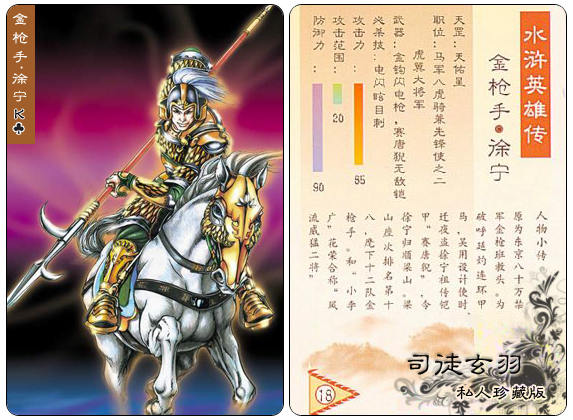 金枪手·徐宁 K♣
水浒英雄传
金枪手·徐宁
天罡:天佑星
职位:马军八虎骑兼先锋使之二
虎翼大将军
武器:金钩闪电枪,赛唐猊无敌铠
必杀技:电闪目刺
攻击力: 85
攻击范围: 20
防御力: 90
人物小传
原为东京八十万禁
军金枪班教头。为
破呼延灼连环甲
马,吴用设计使时
迁夜盗徐宁祖传铠
甲“赛唐猊”,令
徐宁归顺梁山。梁
山座次排名第十
八,麾下十二队金
枪手。和“小李
广”花荣合称“风
流威猛二将”
18
司徒玄羽
私人珍藏版